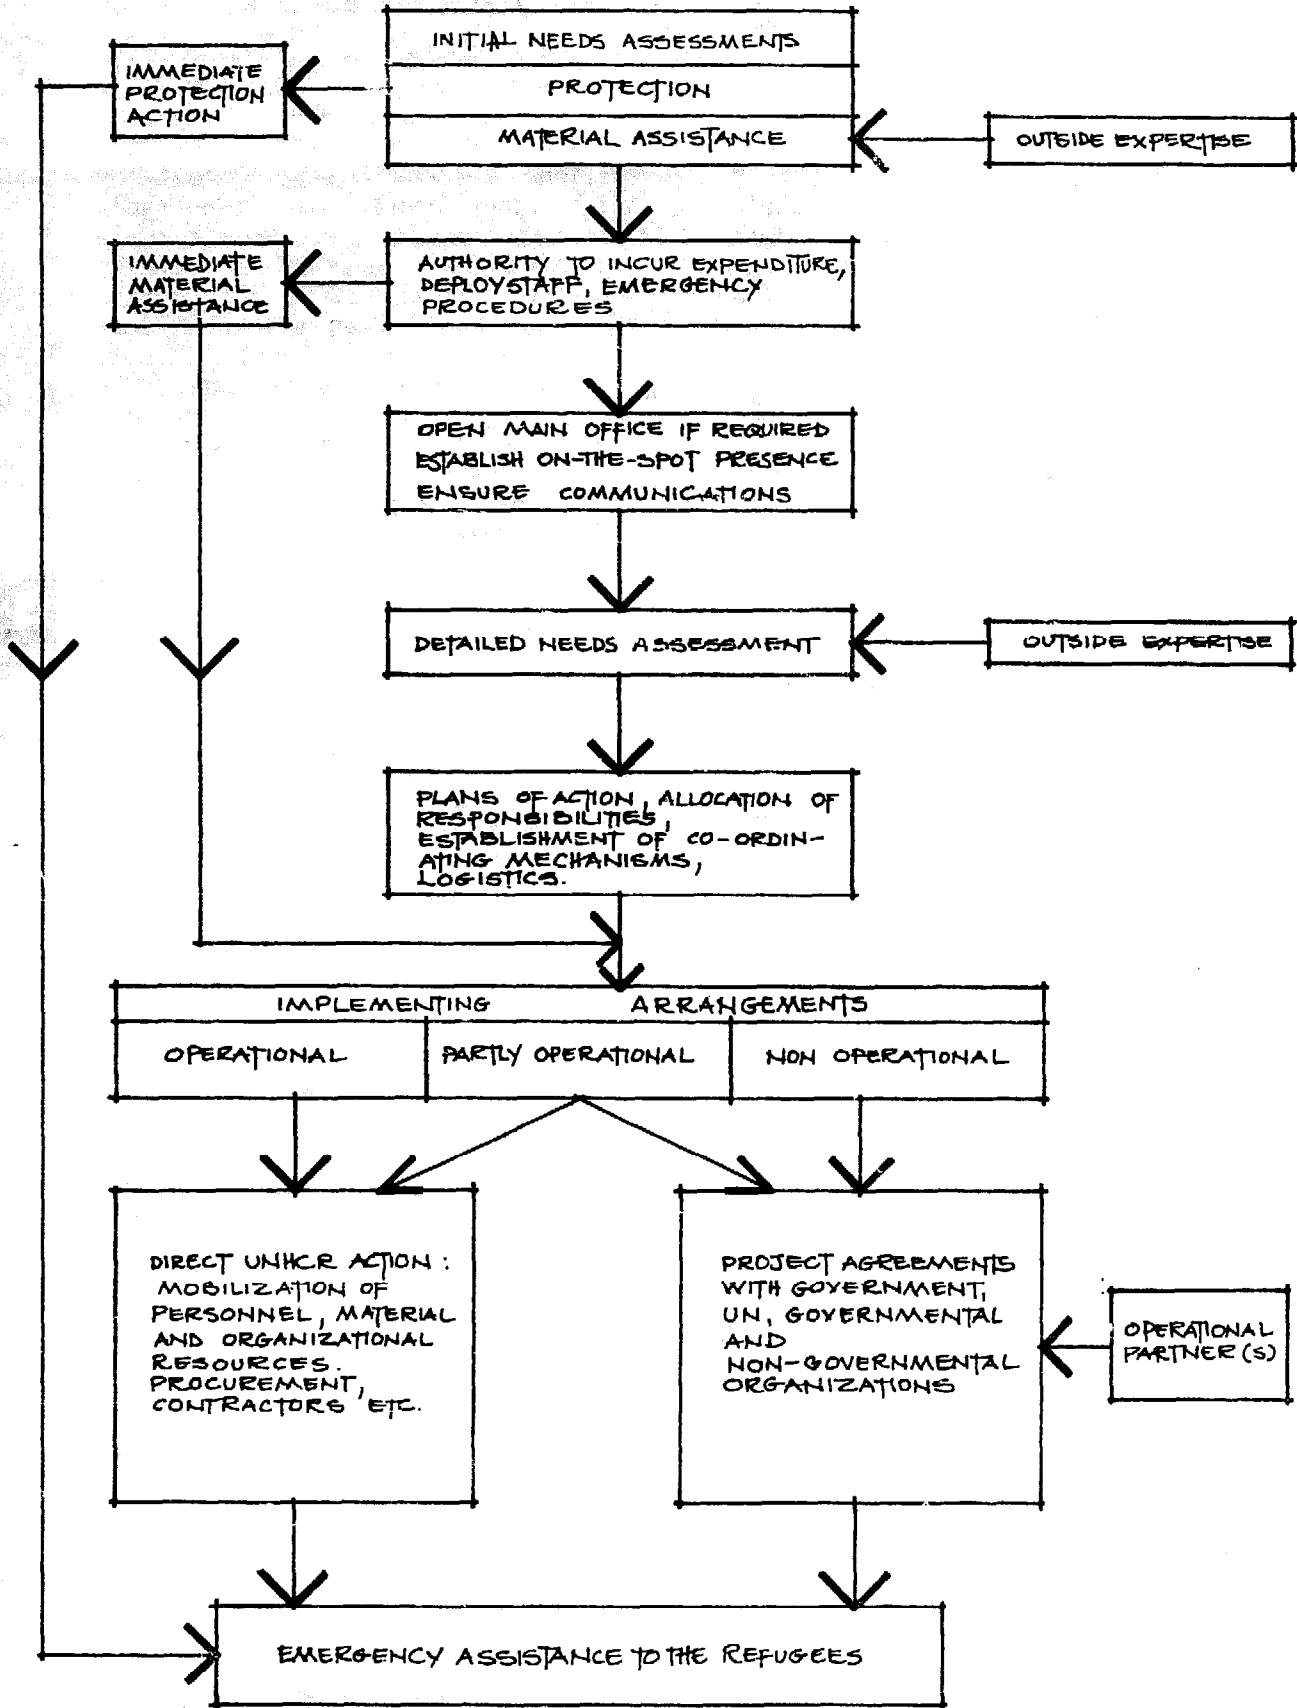 INITIAL NEEDS ASSESSMENTS
IMMEDIATE
PROTECTION
ACTION
PROTECTION
MATERIAL ASSISTANCE
OUTSIDE EXPERTISE
IMMEDIATE
MATERIAL
ASSISTANCE
AUTHORITY TO INCUR EXPENDITURE,
DEPLOY STAFF, EMERGENCY
PROCEDURES
OPEN MAIN OFFICE IF REQUIRED
ESTABLISH ON-THE-SPOT PRESENCE
ENSURE COMMUNICATIONS
DETAILED NEEDS ASSESSMENT
OUTSIDE EXPERTISE
PLANS OF ACTION, ALLOCATION OF
RESPONSIBILITIES,
ESTABLISHMENT OF CO-ORDIN-
ATING MECHANISMS,
LOGISTICS.
IMPLEMENTING ARRANGEMENTS
OPERATIONAL
PARTLY OPERATIONAL
NON OPERATIONAL
DIRECT UNHCR ACTION :
MOBILIZATION OF
PERSONNEL, MATERIAL
AND ORGANIZATIONAL
RESOURCES.
PROCUREMENT,
CONTRACTORS ETC.
PROJECT AGREEMENTS
WITH GOVERNMENT,
UN, GOVERNMENTAL
AND
NON-GOVERNMENTAL
ORGANIZATIONS
OPERATIONAL
PARTNER(S)
EMERGENCY ASSISTANCE TO THE REFUGEES